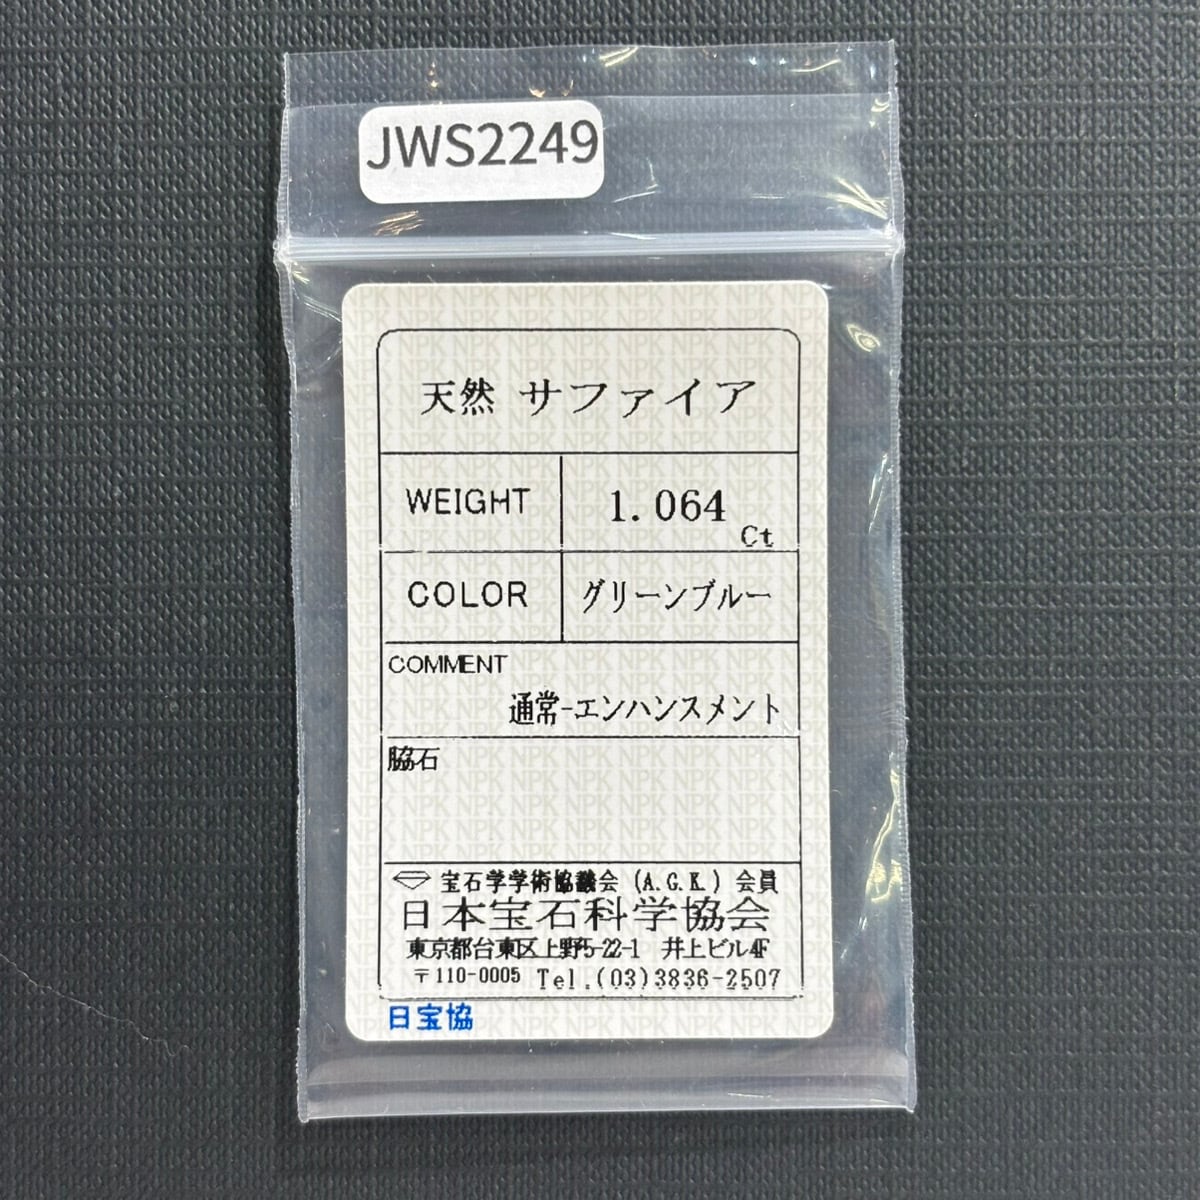 JWS2249
天然 サファイア
WEIGHT 1.064 Ct
COLOR グリーンブルー
COMMENT
通常-エンハンスメント
脇石
宝石学学術協議会 (A.G.K.) 会員
日本宝石科学協会
東京都台東区上野5-22-1 井上ビル4F
〒110-0005 Tel.(03)3836-2507
日宝協